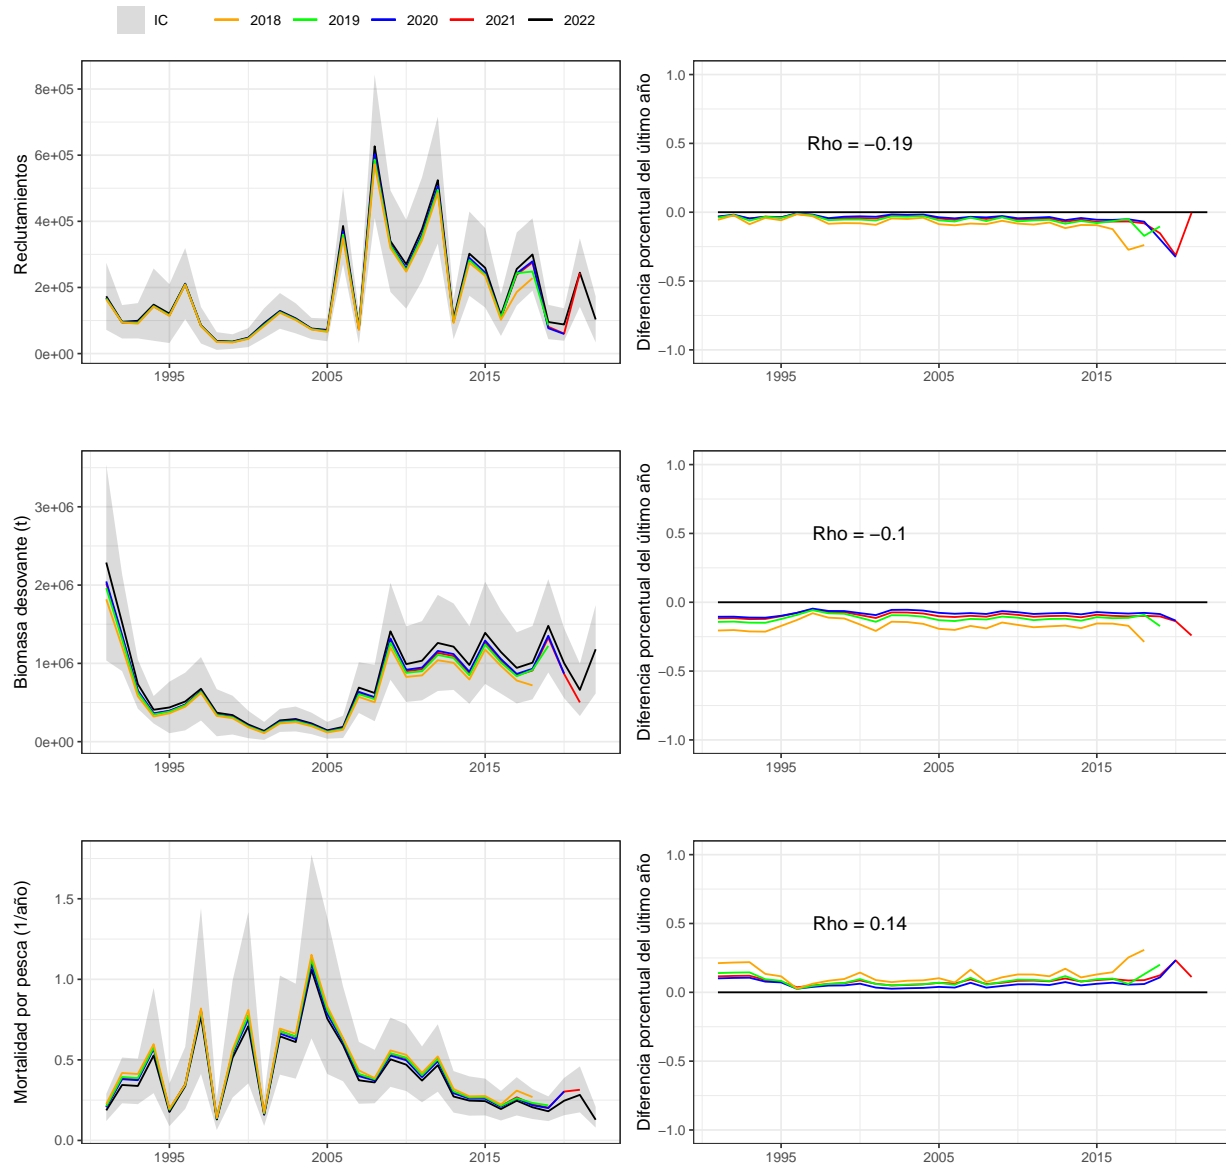 IC 2018 2019 2020 2021 2022
Reclutamientos
8e+05
6e+05
4e+05
2e+05
0e+00
1995 2005 2015
Diferencia porcentual del último año
1.0
0.5
0.0
−0.5
−1.0
Rho = −0.19
1995 2005 2015
Biomasa desovante (t)
3e+06
2e+06
1e+06
0e+00
1995 2005 2015
Diferencia porcentual del último año
1.0
0.5
0.0
−0.5
−1.0
Rho = −0.1
1995 2005 2015
Mortalidad por pesca (1/año)
1.5
1.0
0.5
0.0
1995 2005 2015
Diferencia porcentual del último año
1.0
0.5
0.0
−0.5
−1.0
Rho = 0.14
1995 2005 2015